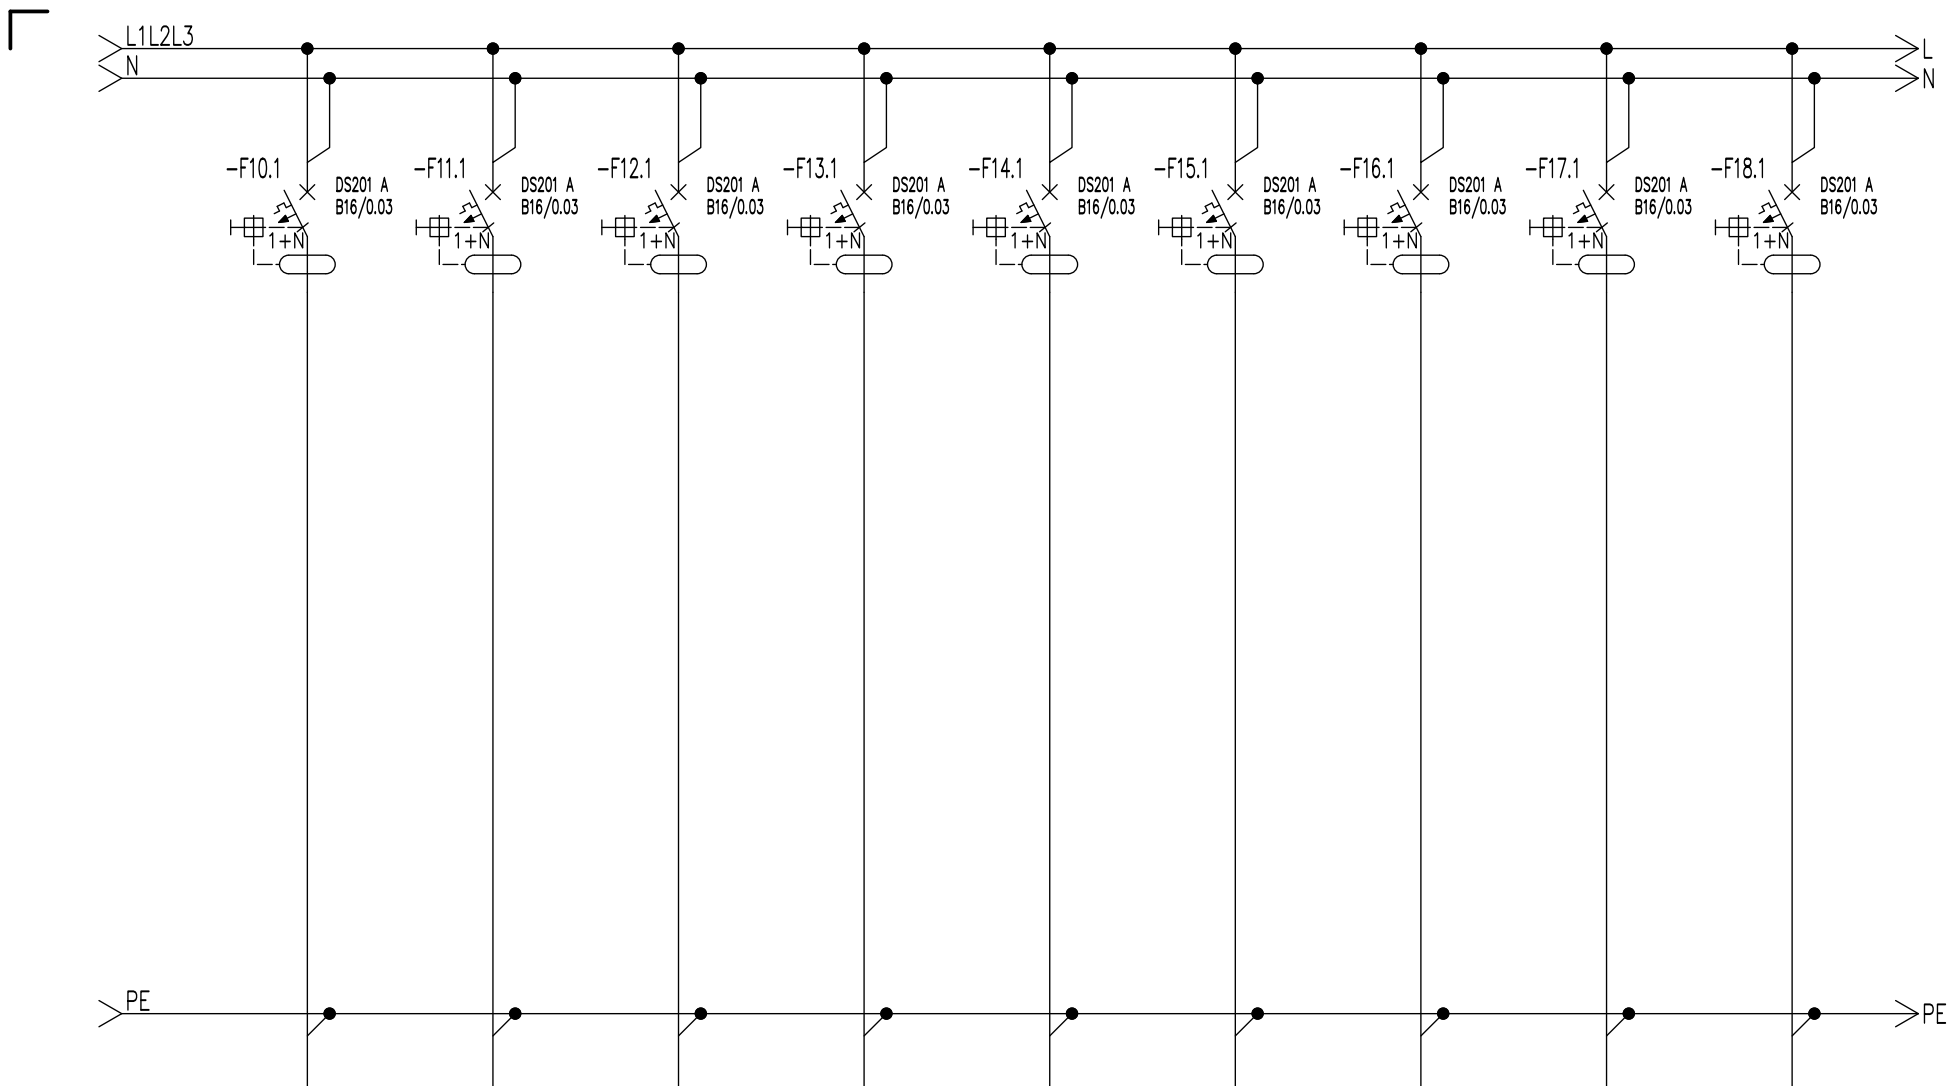 L1L2L3
L
N
N
-F10.1
DS201 A
B16/0.03
1+N
-F11.1
DS201 A
B16/0.03
1+N
-F12.1
DS201 A
B16/0.03
1+N
-F13.1
DS201 A
B16/0.03
1+N
-F14.1
DS201 A
B16/0.03
1+N
-F15.1
DS201 A
B16/0.03
1+N
-F16.1
DS201 A
B16/0.03
1+N
-F17.1
DS201 A
B16/0.03
1+N
-F18.1
DS201 A
B16/0.03
1+N
PE
PE